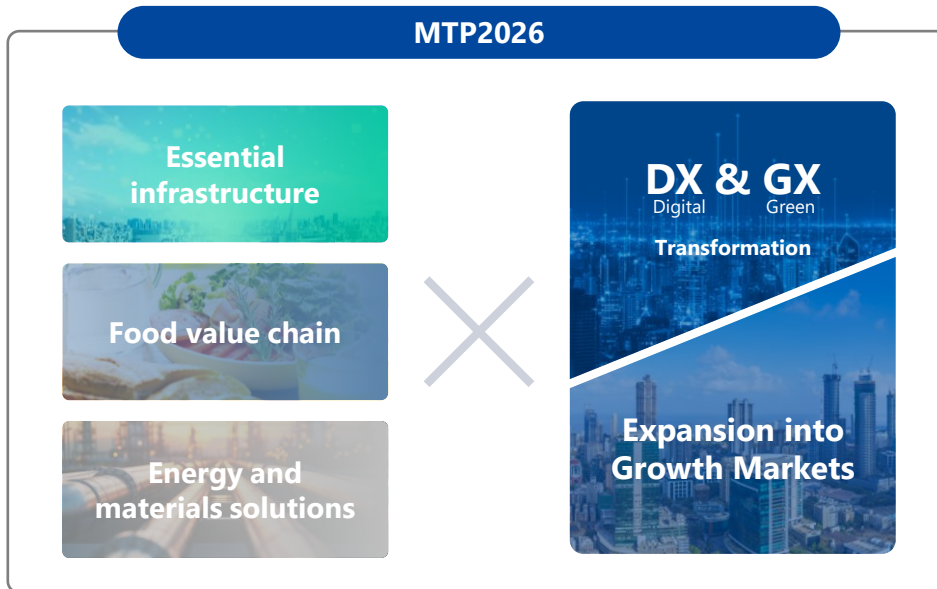 MTP2026
Essential
infrastructure
Food value chain
Energy and
materials solutions
DX & GX
Digital Green
Transformation
Expansion into
Growth Markets